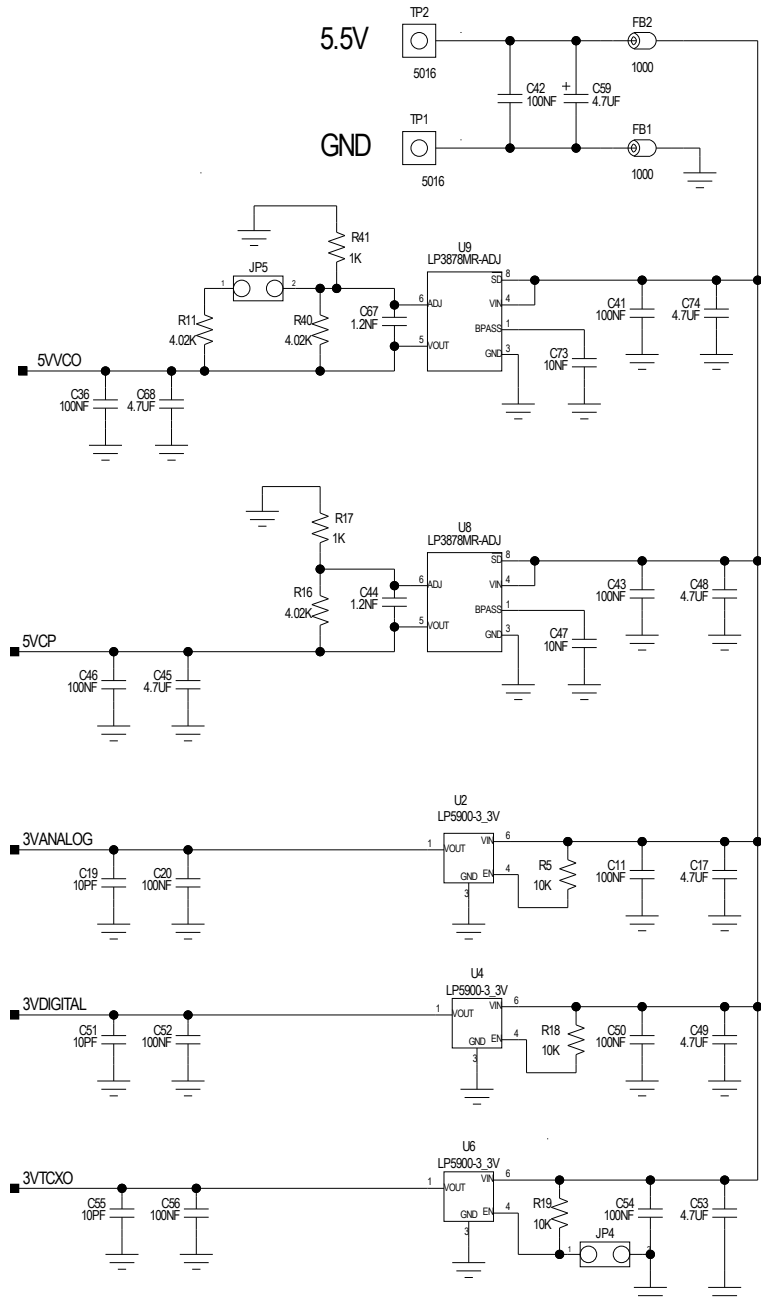 TP2
FB2
5.5V
5016
1000
C42
100NF
+
C59
4.7UF
TP1
FB1
GND
5016
1000
R41
1K
U9
LP3878MR-ADJ
JP5
1
2
R11
4.02K
R40
4.02K
C67
1.2NF
6
ADJ
5
VOUT
SD
8
VIN
4
BPASS
1
GND
3
C41
100NF
C74
4.7UF
C73
10NF
5VVCO
C36
100NF
C68
4.7UF
R17
1K
U8
LP3878MR-ADJ
R16
4.02K
C44
1.2NF
6
ADJ
5
VOUT
SD
8
VIN
4
BPASS
1
GND
3
C43
100NF
C48
4.7UF
C47
10NF
5VCP
C46
100NF
C45
4.7UF
U2
LP5900-3_3V
3VANALOG
1
VOUT
VIN
6
GND
EN
4
3
C19
10PF
C20
100NF
R5
10K
C11
100NF
C17
4.7UF
U4
LP5900-3_3V
3VDIGITAL
1
VOUT
VIN
6
GND
EN
4
3
C51
10PF
C52
100NF
R18
10K
C50
100NF
C49
4.7UF
U6
LP5900-3_3V
3VTCXO
1
VOUT
VIN
6
GND
EN
4
3
C55
10PF
C56
100NF
R19
10K
C54
100NF
C53
4.7UF
JP4
1
2